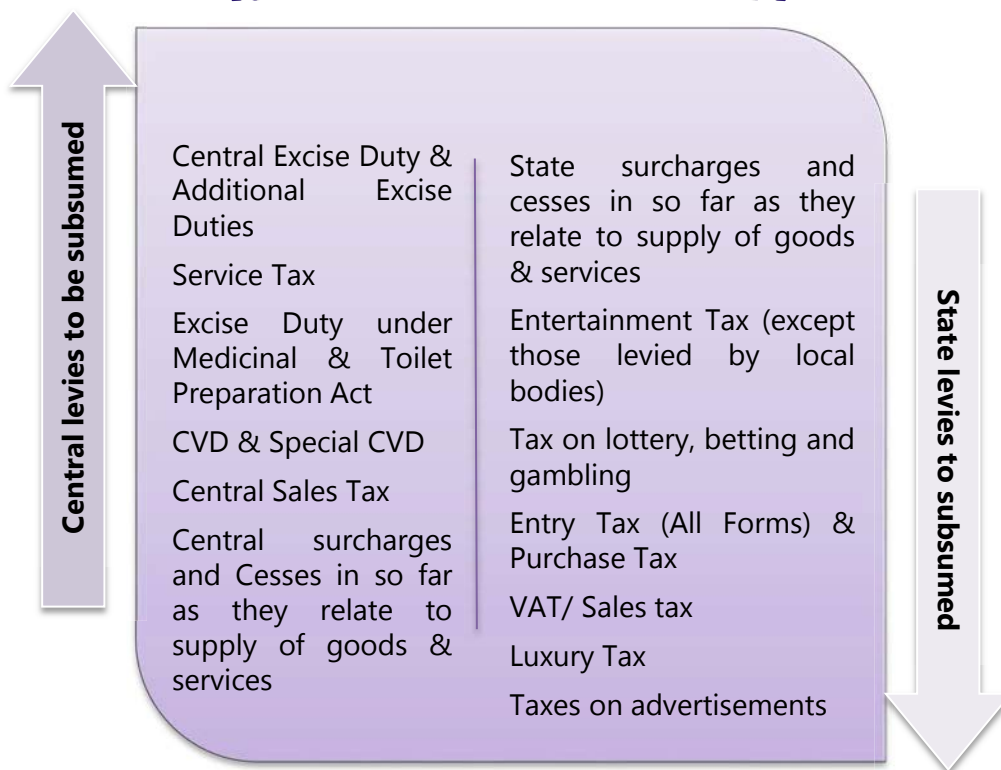 Central levies to be subsumed
Central Excise Duty &
Additional Excise
Duties
Service Tax
Excise Duty under
Medicinal & Toilet
Preparation Act
CVD & Special CVD
Central Sales Tax
Central surcharges
and Cesses in so far
as they relate to
supply of goods &
services
State surcharges and
cesses in so far as they
relate to supply of goods
& services
Entertainment Tax (except
those levied by local
bodies)
Tax on lottery, betting and
gambling
Entry Tax (All Forms) &
Purchase Tax
VAT/ Sales tax
Luxury Tax
Taxes on advertisements
State levies to subsumed